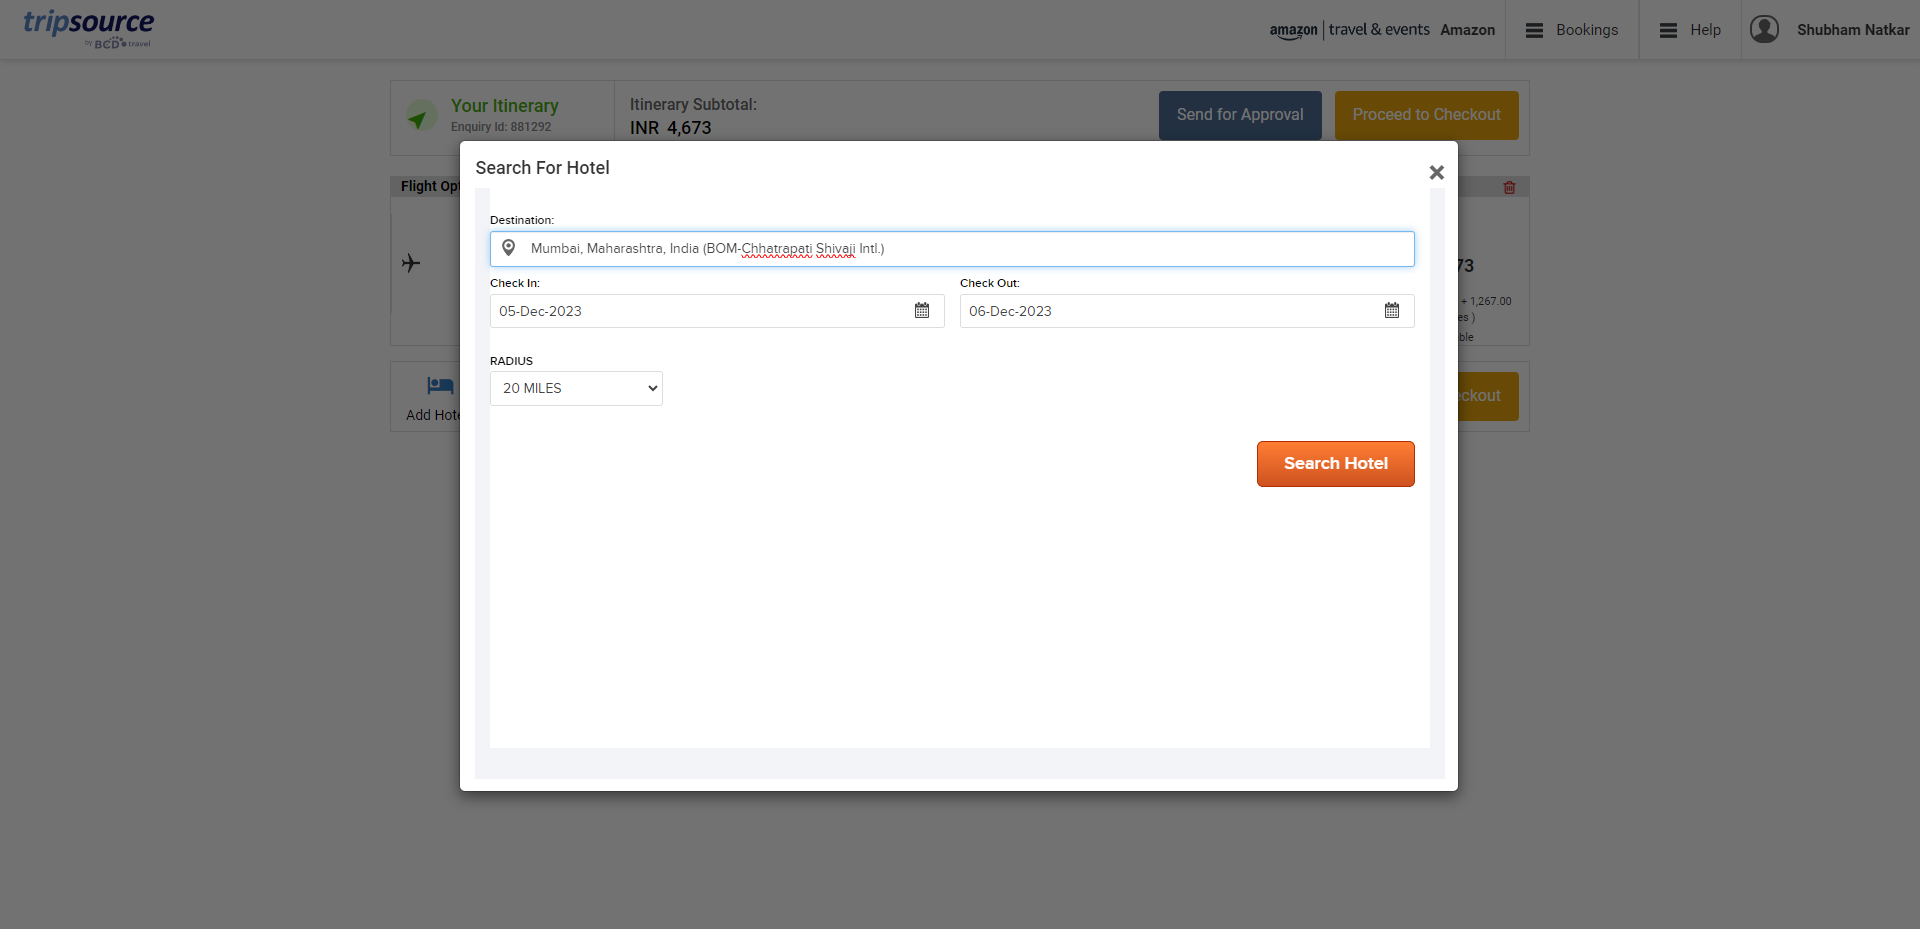 tripsource
by BCD travel
amazon | travel & events Amazon
Bookings
Help
Shubham Natkar
Your Itinerary
Enquiry Id: 881292
Itinerary Subtotal:
INR 4,673
Send for Approval
Proceed to Checkout
Search For Hotel
Flight Opt
Destination:
Mumbai, Maharashtra, India (BOM-Chhatrapati Shivaji Intl.)
73
Check In:
Check Out:
05-Dec-2023
06-Dec-2023
+ 1,267.00
es )
ble
RADIUS
20 MILES
Add Hote
eckout
Search Hotel